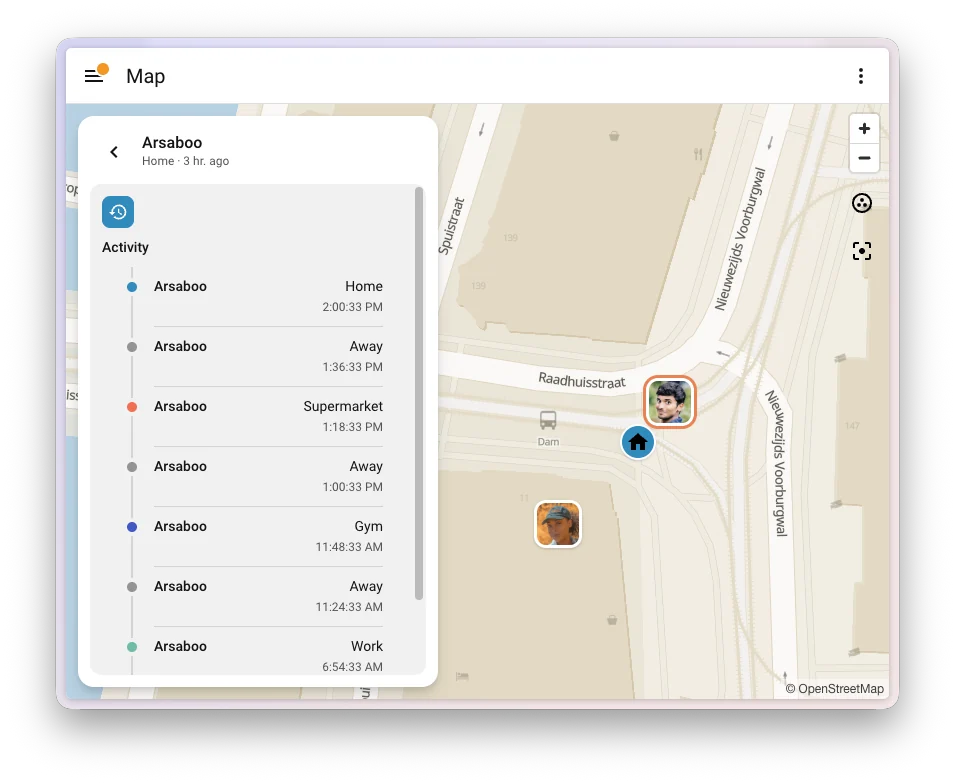 Map
Arsaboo
Home · 3 hr. ago
Activity
Arsaboo Home
2:00:33 PM
Arsaboo Away
1:36:33 PM
Arsaboo Supermarket
1:18:33 PM
Arsaboo Away
1:00:33 PM
Arsaboo Gym
11:48:33 AM
Arsaboo Away
11:24:33 AM
Arsaboo Work
6:54:33 AM
Spuistraat
139
139
Nieuwezijds Voorburgwal
Raadhuisstraat
Dam
Nieuwezijds Voorburgwal
147
11
© OpenStreetMap